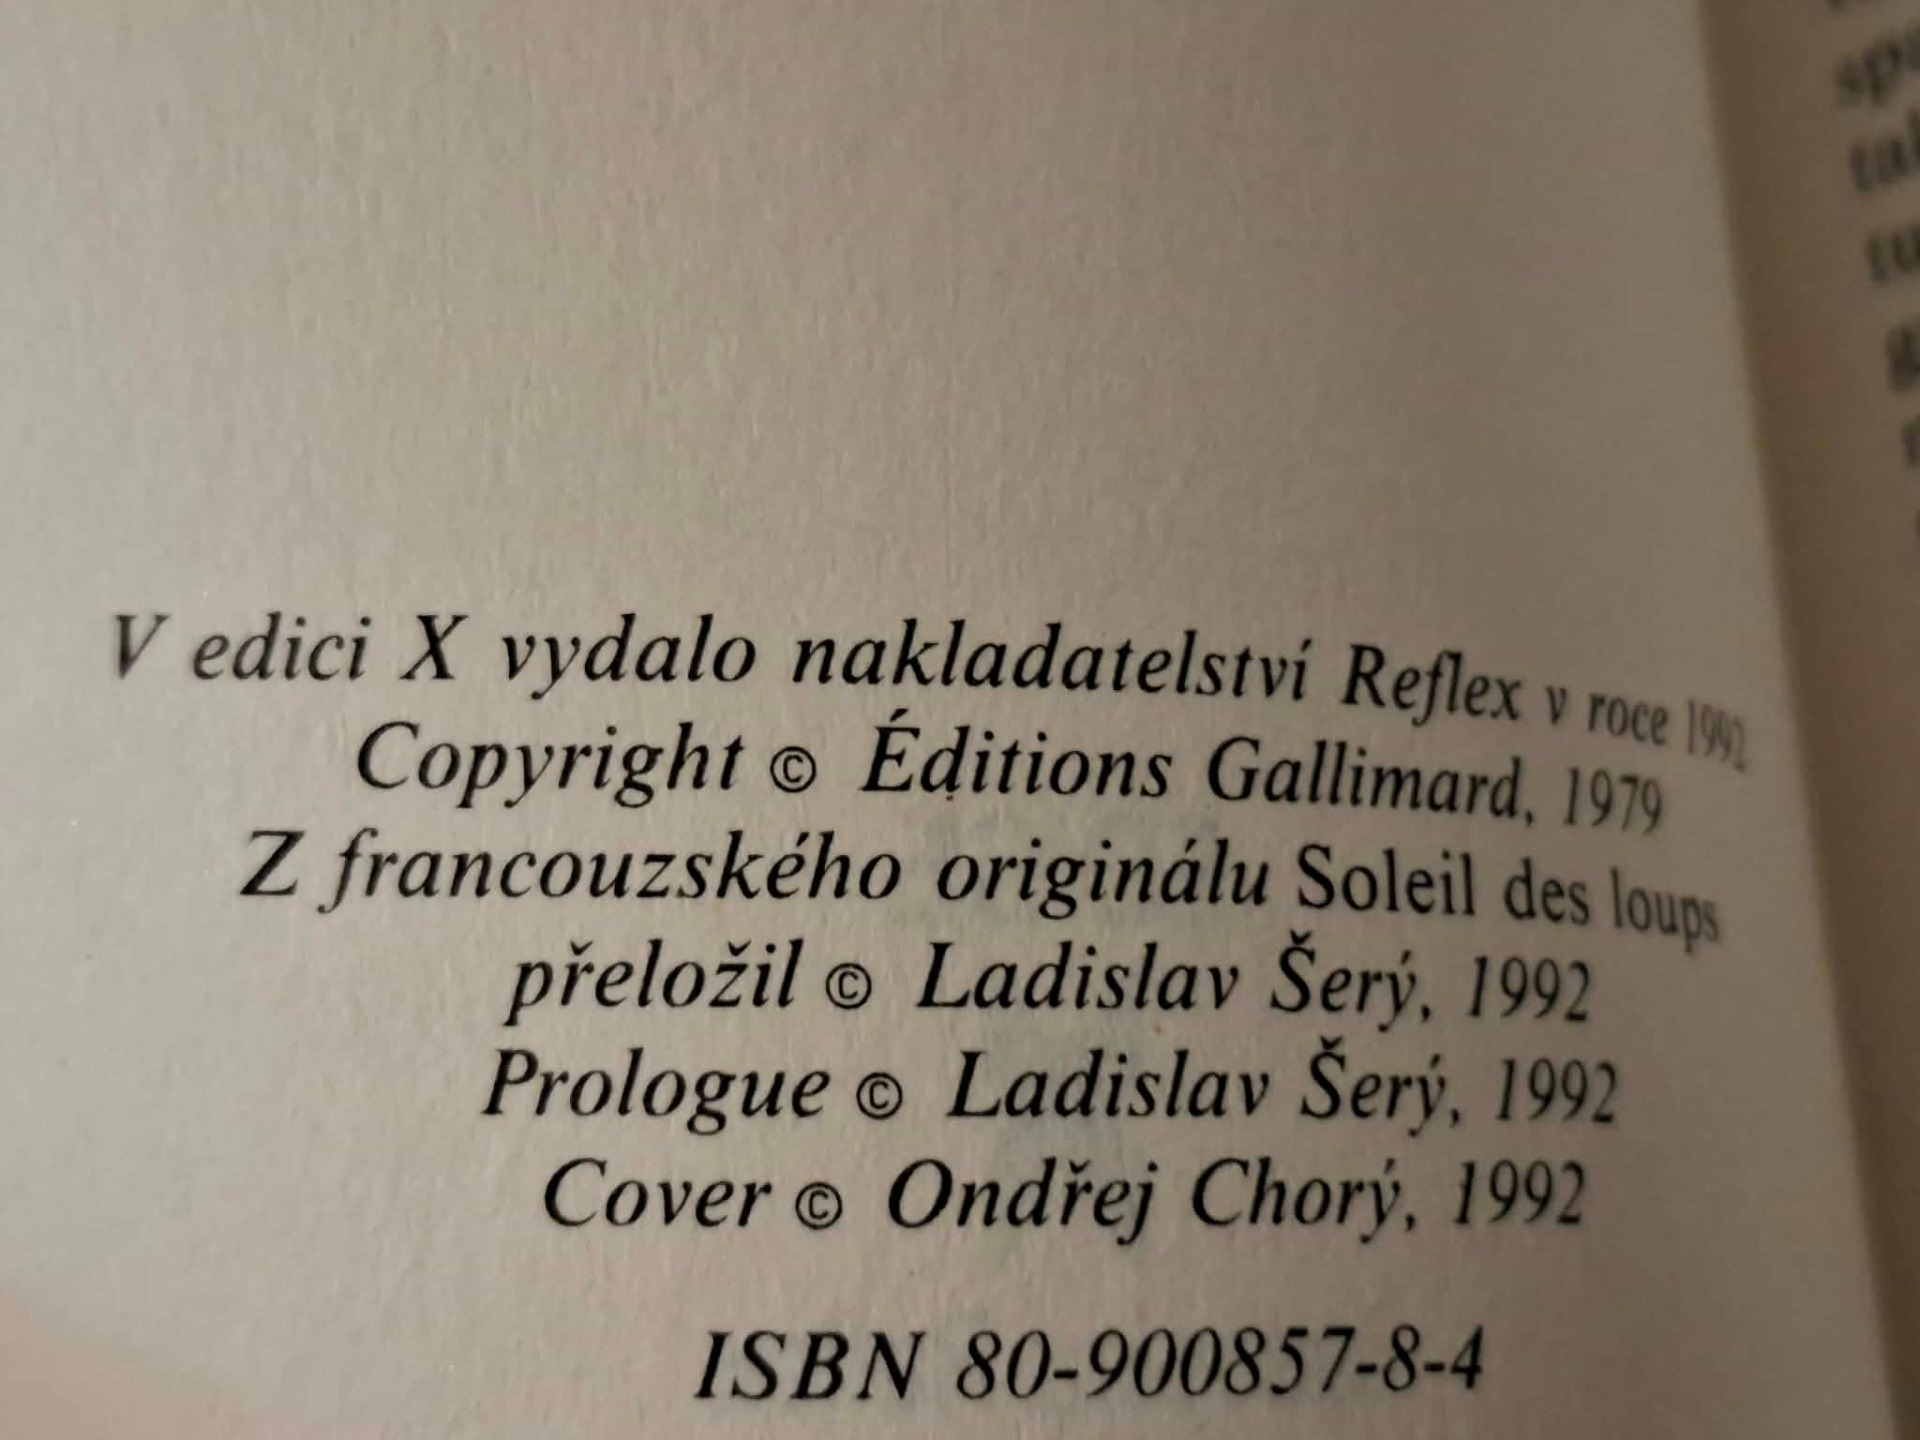 V edici X vydalo nakladatelství Reflex v roce 1992
Copyright © Éditions Gallimard, 1979
Z francouzského originálu Soleil des loups
přeložil © Ladislav Šerý, 1992
Prologue © Ladislav Šerý, 1992
Cover © Ondřej Chorý, 1992
ISBN 80-900857-8-4